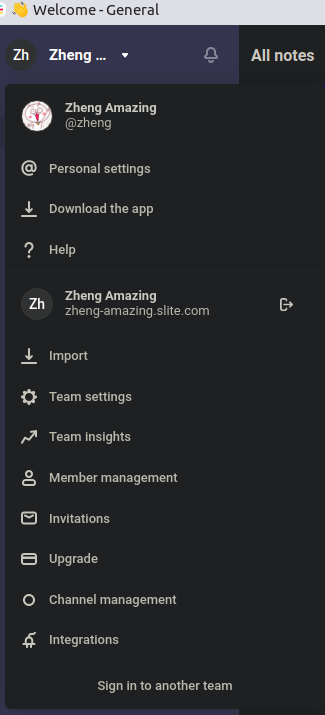 👋 Welcome - General
Zh Zheng ... All notes
Zheng Amazing
@zheng
Personal settings
Download the app
Help
Zh Zheng Amazing
zheng-amazing.slite.com
Import
Team settings
Team insights
Member management
Invitations
Upgrade
Channel management
Integrations
Sign in to another team